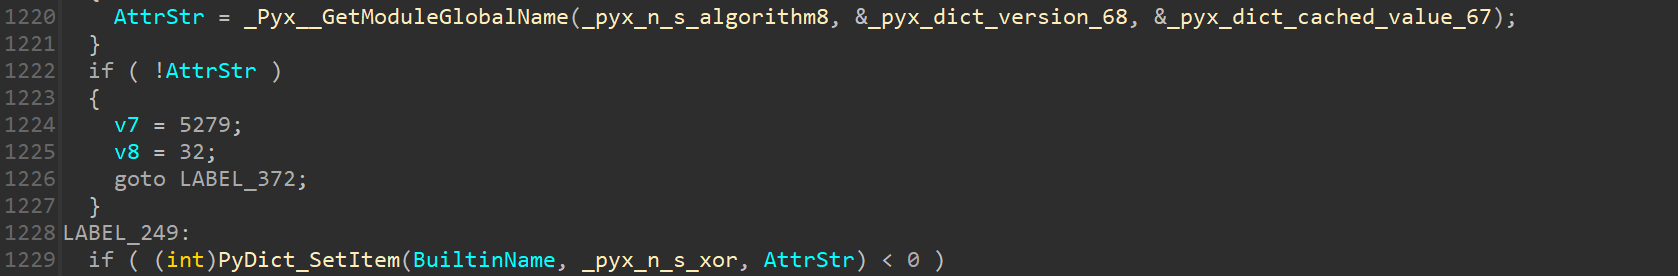 1220 AttrStr = _Pyx__GetModuleGlobalName(_pyx_n_s_algorithm8, &_pyx_dict_version_68, &_pyx_dict_cached_value_67);
1221 }
1222 if ( !AttrStr )
1223 {
1224 v7 = 5279;
1225 v8 = 32;
1226 goto LABEL_372;
1227 }
1228 LABEL_249:
1229 if ( (int)PyDict_SetItem(BuiltinName, _pyx_n_s_xor, AttrStr) < 0 )